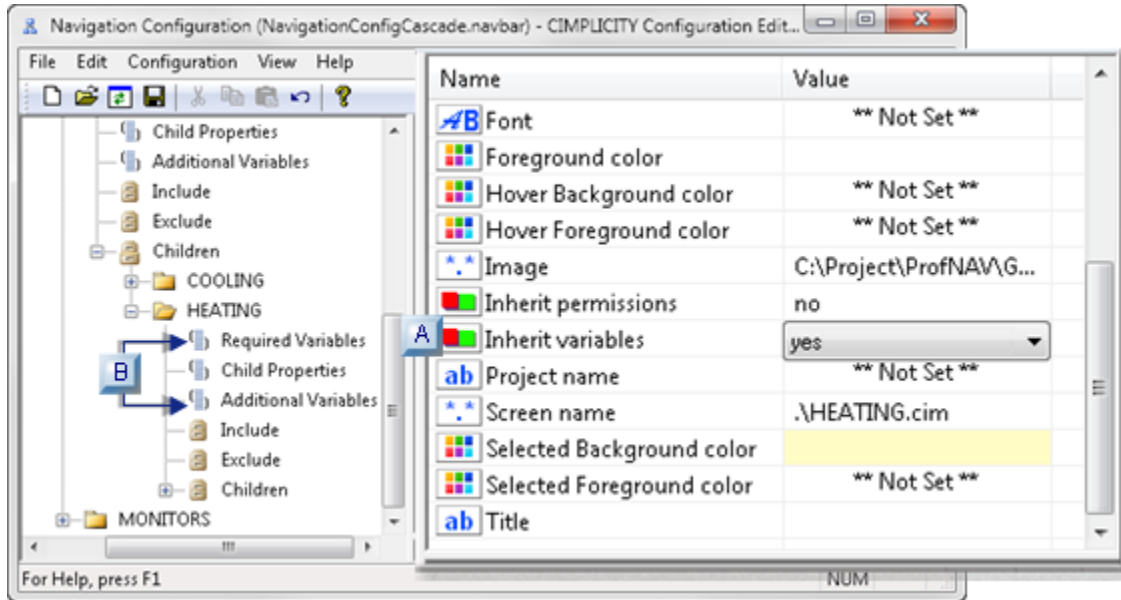 Navigation Configuration (NavigationConfigCascade.navbar) - CIMPLICITY Configuration Edit...
File Edit Configuration View Help
Child Properties
Additional Variables
Include
Exclude
Children
COOLING
HEATING
Required Variables
Child Properties
Additional Variables
Include
Exclude
Children
MONITORS
B
A
Name Value
AB Font ** Not Set **
Foreground color
Hover Background color ** Not Set **
Hover Foreground color ** Not Set **
*.* Image C:\Project\ProfNAV\G...
Inherit permissions no
Inherit variables yes
ab Project name ** Not Set **
*.* Screen name .\HEATING.cim
Selected Background color
Selected Foreground color ** Not Set **
ab Title
For Help, press F1 NUM